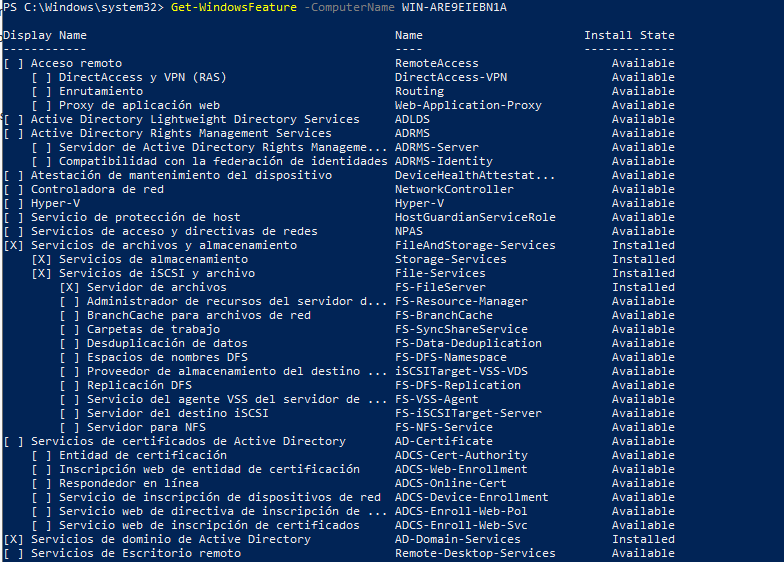 PS C:\Windows\system32> Get-WindowsFeature -ComputerName WIN-ARE9EIEBN1A
Display Name Name Install State
------------ ---- -------------
[ ] Acceso remoto RemoteAccess Available
[ ] DirectAccess y VPN (RAS) DirectAccess-VPN Available
[ ] Enrutamiento Routing Available
[ ] Proxy de aplicación web Web-Application-Proxy Available
[ ] Active Directory Lightweight Directory Services ADLDS Available
[ ] Active Directory Rights Management Services ADRMS Available
[ ] Servidor de Active Directory Rights Manageme... ADRMS-Server Available
[ ] Compatibilidad con la federación de identidades ADRMS-Identity Available
[ ] Atestación de mantenimiento del dispositivo DeviceHealthAttestat... Available
[ ] Controladora de red NetworkController Available
[ ] Hyper-V Hyper-V Available
[ ] Servicio de protección de host HostGuardianServiceRole Available
[ ] Servicios de acceso y directivas de redes NPAS Available
[X] Servicios de archivos y almacenamiento FileAndStorage-Services Installed
[X] Servicios de almacenamiento Storage-Services Installed
[X] Servicios de iSCSI y archivo File-Services Installed
[X] Servidor de archivos FS-FileServer Installed
[ ] Administrador de recursos del servidor d... FS-Resource-Manager Available
[ ] BranchCache para archivos de red FS-BranchCache Available
[ ] Carpetas de trabajo FS-SyncShareService Available
[ ] Desduplicación de datos FS-Data-Deduplication Available
[ ] Espacios de nombres DFS FS-DFS-Namespace Available
[ ] Proveedor de almacenamiento del destino ... iSCSITarget-VSS-VDS Available
[ ] Replicación DFS FS-DFS-Replication Available
[ ] Servicio del agente VSS del servidor de ... FS-VSS-Agent Available
[ ] Servidor del destino iSCSI FS-iSCSITarget-Server Available
[ ] Servidor para NFS FS-NFS-Service Available
[ ] Servicios de certificados de Active Directory AD-Certificate Available
[ ] Entidad de certificación ADCS-Cert-Authority Available
[ ] Inscripción web de entidad de certificación ADCS-Web-Enrollment Available
[ ] Respondedor en línea ADCS-Online-Cert Available
[ ] Servicio de inscripción de dispositivos de red ADCS-Device-Enrollment Available
[ ] Servicio web de directiva de inscripción de ... ADCS-Enroll-Web-Pol Available
[ ] Servicio web de inscripción de certificados ADCS-Enroll-Web-Svc Available
[X] Servicios de dominio de Active Directory AD-Domain-Services Installed
[ ] Servicios de Escritorio remoto Remote-Desktop-Services Available